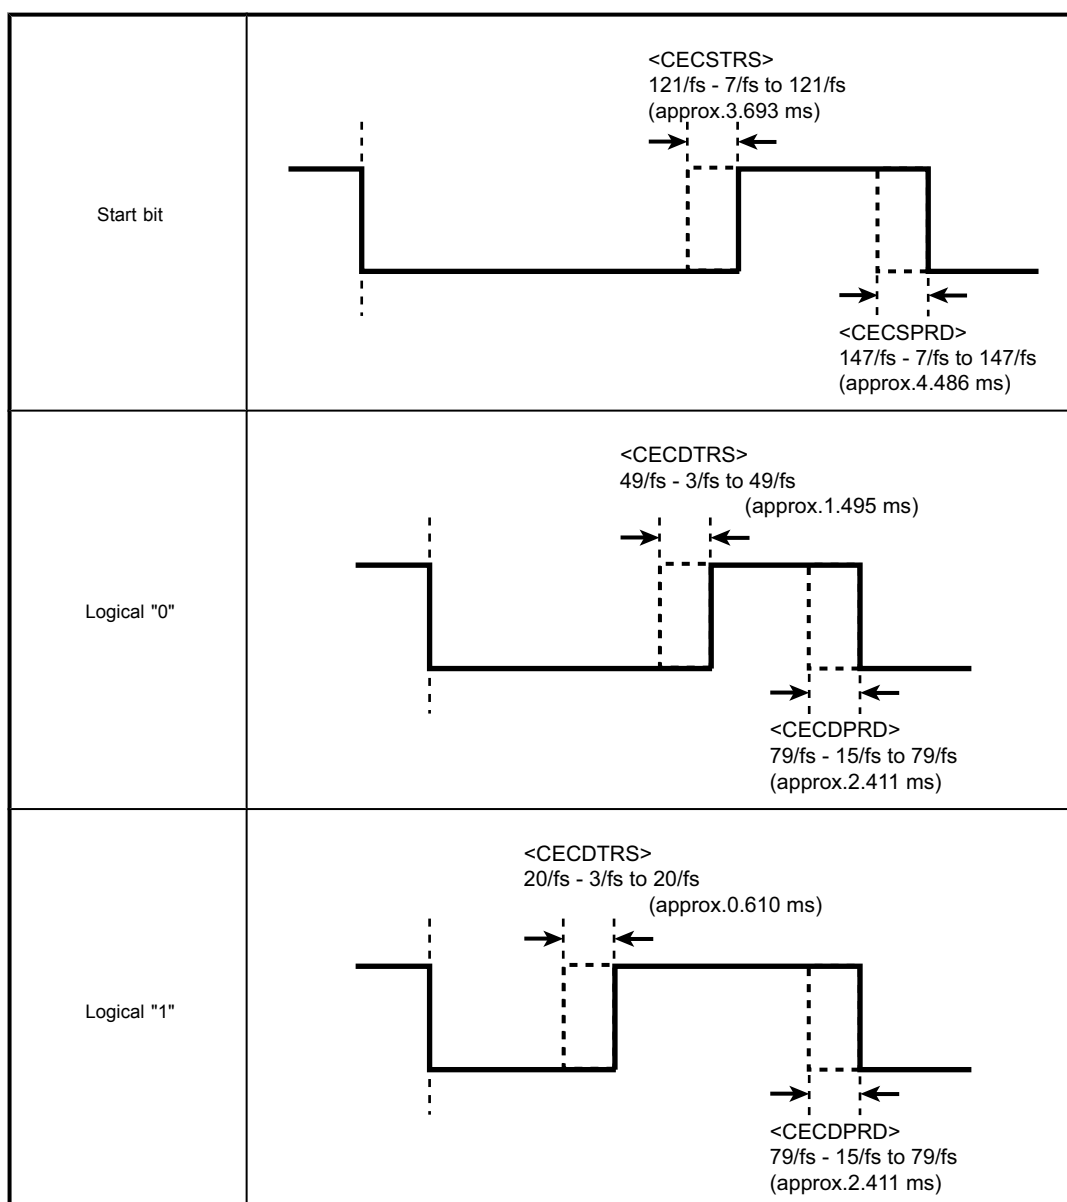 <CECSTRS>
121/fs - 7/fs to 121/fs
(approx.3.693 ms)
Start bit
<CECSPRD>
147/fs - 7/fs to 147/fs
(approx.4.486 ms)
<CECDTRS>
49/fs - 3/fs to 49/fs
(approx.1.495 ms)
Logical "0"
<CECDPRD>
79/fs - 15/fs to 79/fs
(approx.2.411 ms)
<CECDTRS>
20/fs - 3/fs to 20/fs
(approx.0.610 ms)
Logical "1"
<CECDPRD>
79/fs - 15/fs to 79/fs
(approx.2.411 ms)